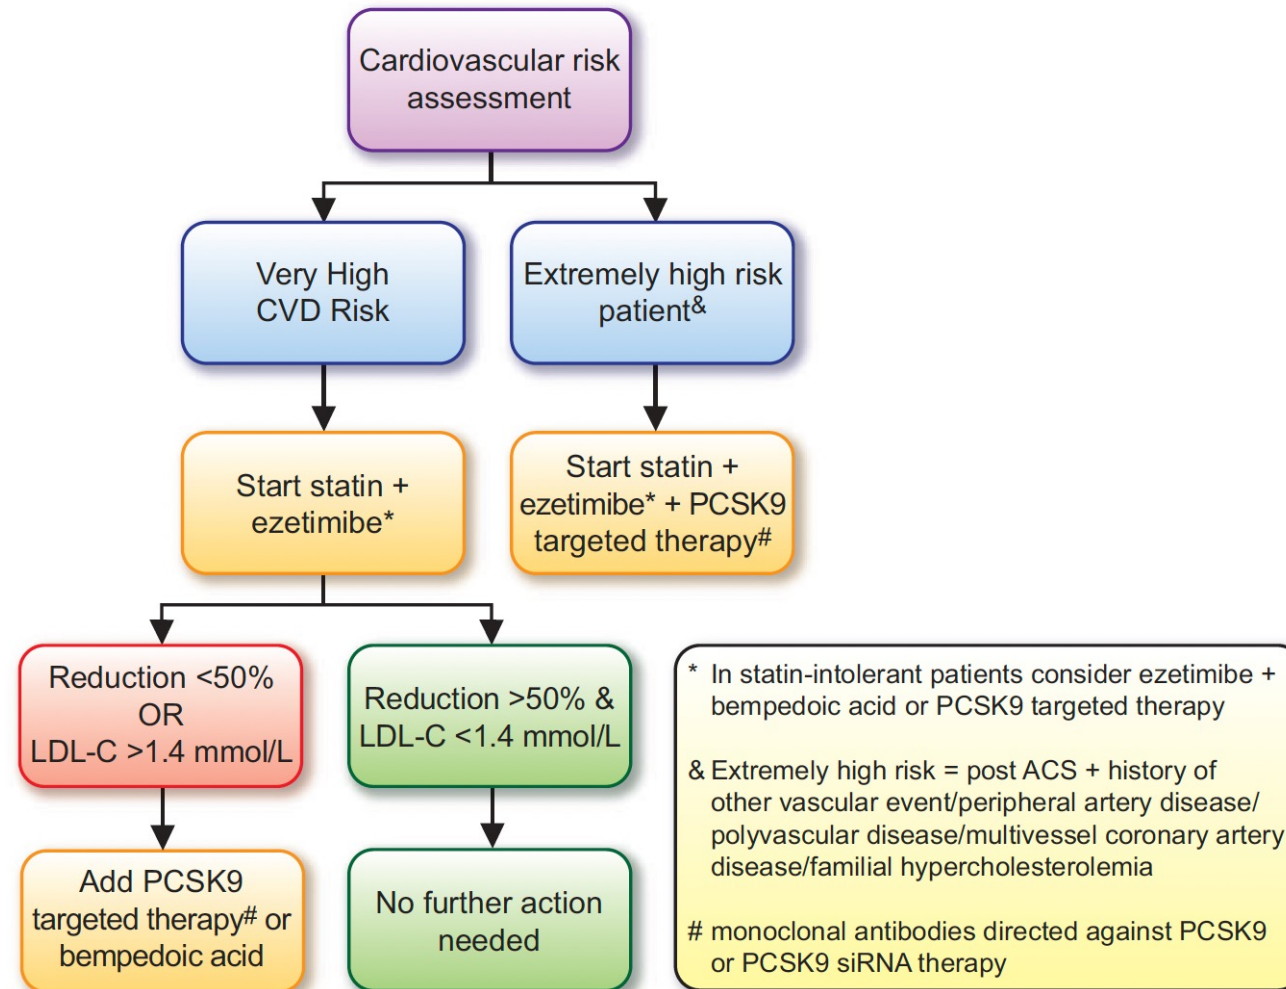 Cardiovascular risk
assessment
Very High
CVD Risk
Extremely high risk
patient&
Start statin +
ezetimibe*
Start statin +
ezetimibe* + PCSK9
targeted therapy#
Reduction <50%
OR
LDL-C >1.4 mmol/L
Reduction >50% &
LDL-C <1.4 mmol/L
Add PCSK9
targeted therapy# or
bempedoic acid
No further action
needed
* In statin-intolerant patients consider ezetimibe +
bempedoic acid or PCSK9 targeted therapy
& Extremely high risk = post ACS + history of
other vascular event/peripheral artery disease/
polyvascular disease/multivessel coronary artery
disease/familial hypercholesterolemia
# monoclonal antibodies directed against PCSK9
or PCSK9 siRNA therapy